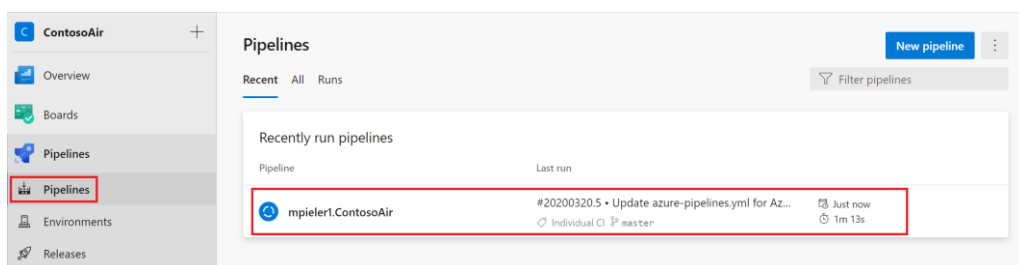 C ContosoAir
Overview
Boards
Pipelines
Pipelines
Environments
Releases
Pipelines
New pipeline
Recent All Runs
Filter pipelines
Recently run pipelines
Pipeline Last run
mpieler1.ContosoAir
#20200320.5 • Update azure-pipelines.yml for Az...
Individual CI master
Just now
1m 13s